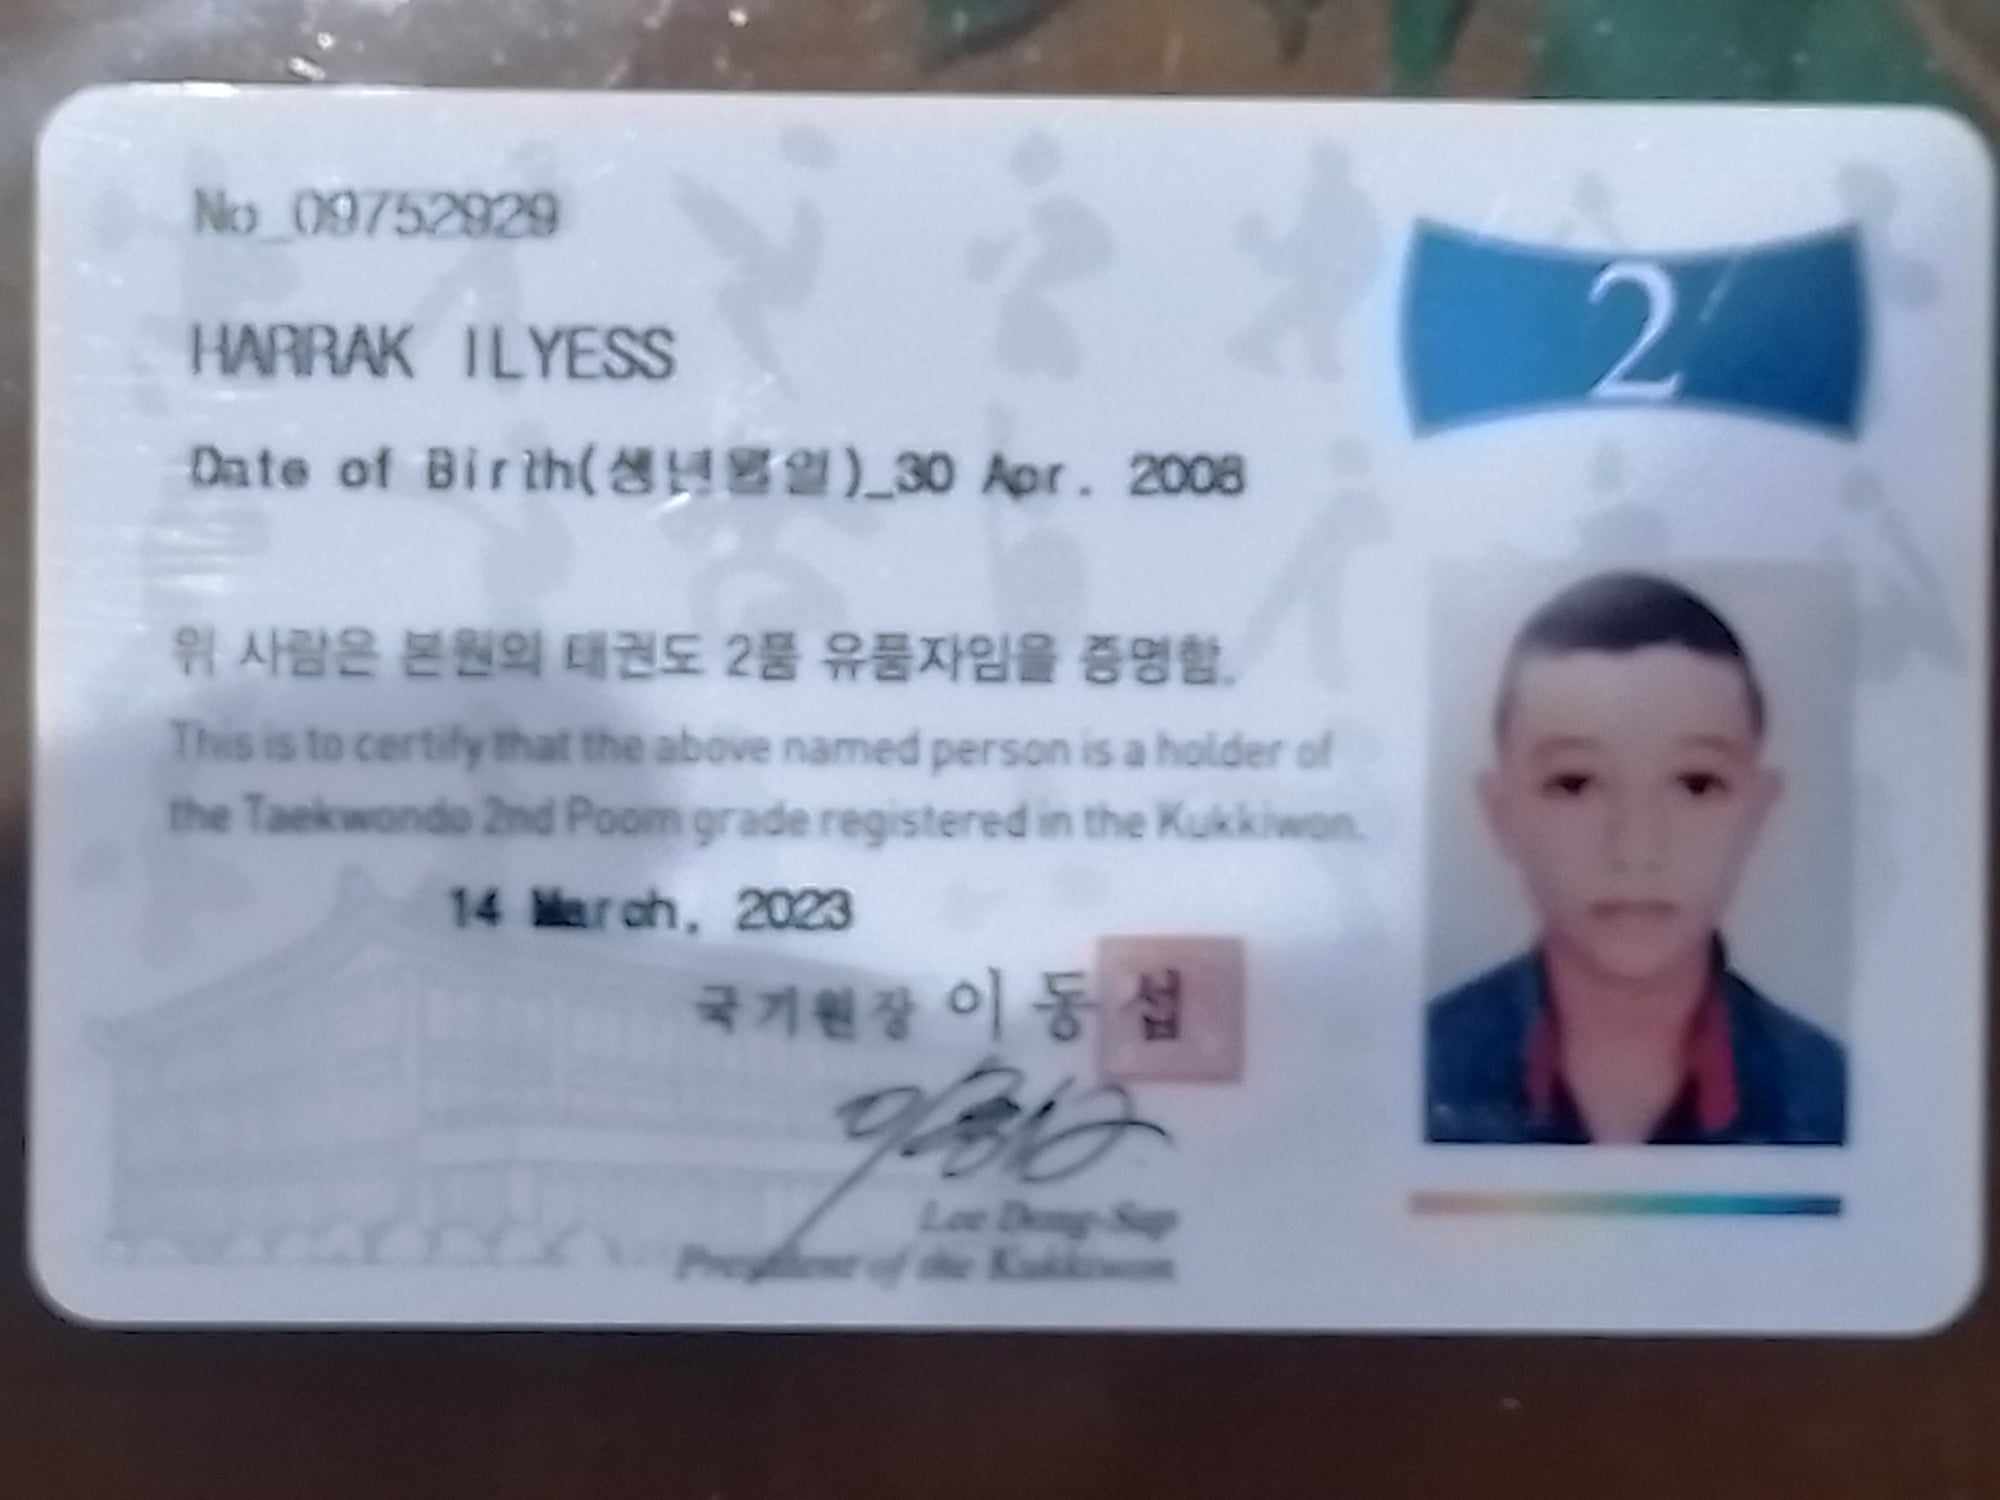 No_09752929
2
HARRAK ILYESS
Date of Birth(생년월일)_30 Apr. 2008
위 사람은 본원의 태권도 2품 유품자임을 증명함.
This is to certify that the above named person is a holder of
the Taekwondo 2nd Poom grade registered in the Kukkiwon.
14 March, 2023
국기원장 이동섭
Lee Dong-Sup
President of the Kukkiwon